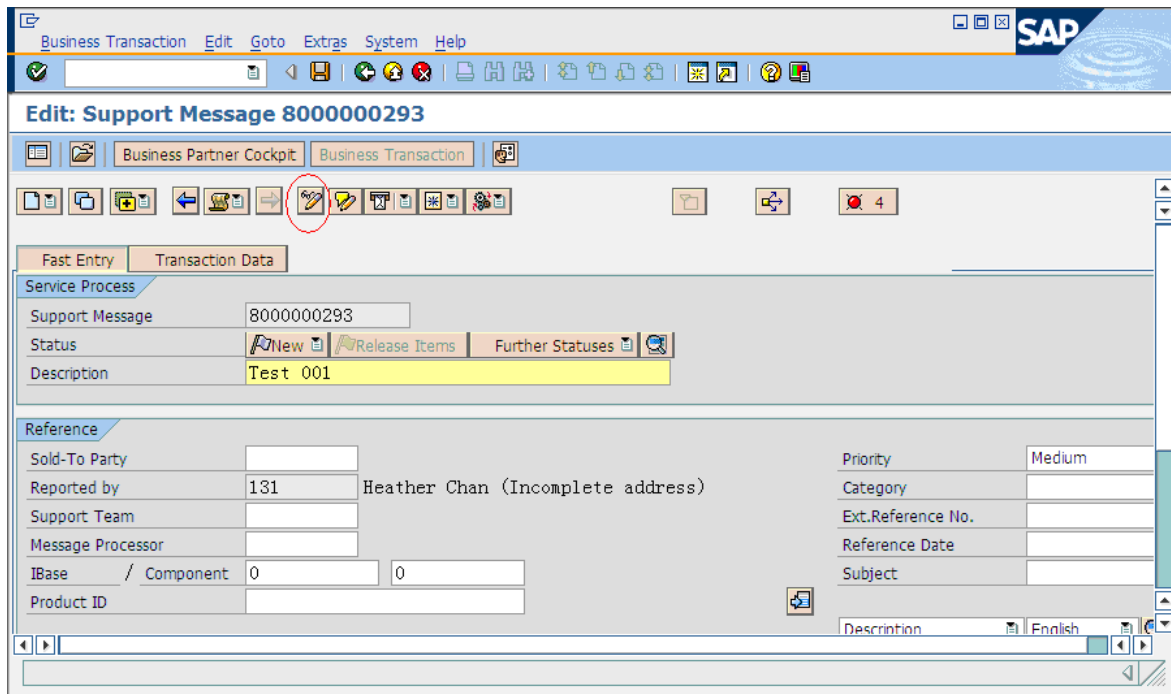 Business Transaction Edit Goto Extras System Help
SAP
Edit: Support Message 8000000293
Business Partner Cockpit Business Transaction
4
Fast Entry Transaction Data
Service Process
Support Message 8000000293
Status New Release Items Further Statuses
Description Test 001
Reference
Sold-To Party Priority Medium
Reported by 131 Heather Chan (Incomplete address) Category
Support Team Ext.Reference No.
Message Processor Reference Date
IBase / Component 0 0 Subject
Product ID
Description English